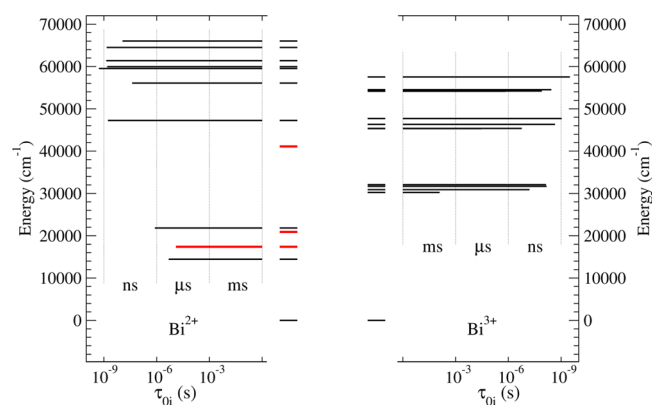 70000
60000
50000
40000
30000
20000
10000
0
Energy (cm⁻¹)
ns μs ms
Bi²⁺
10⁻⁹ 10⁻⁶ 10⁻³
τ₀ᵢ (s)
70000
60000
50000
40000
30000
20000
10000
0
Energy (cm⁻¹)
ms μs ns
Bi³⁺
10⁻³ 10⁻⁶ 10⁻⁹
τ₀ᵢ (s)